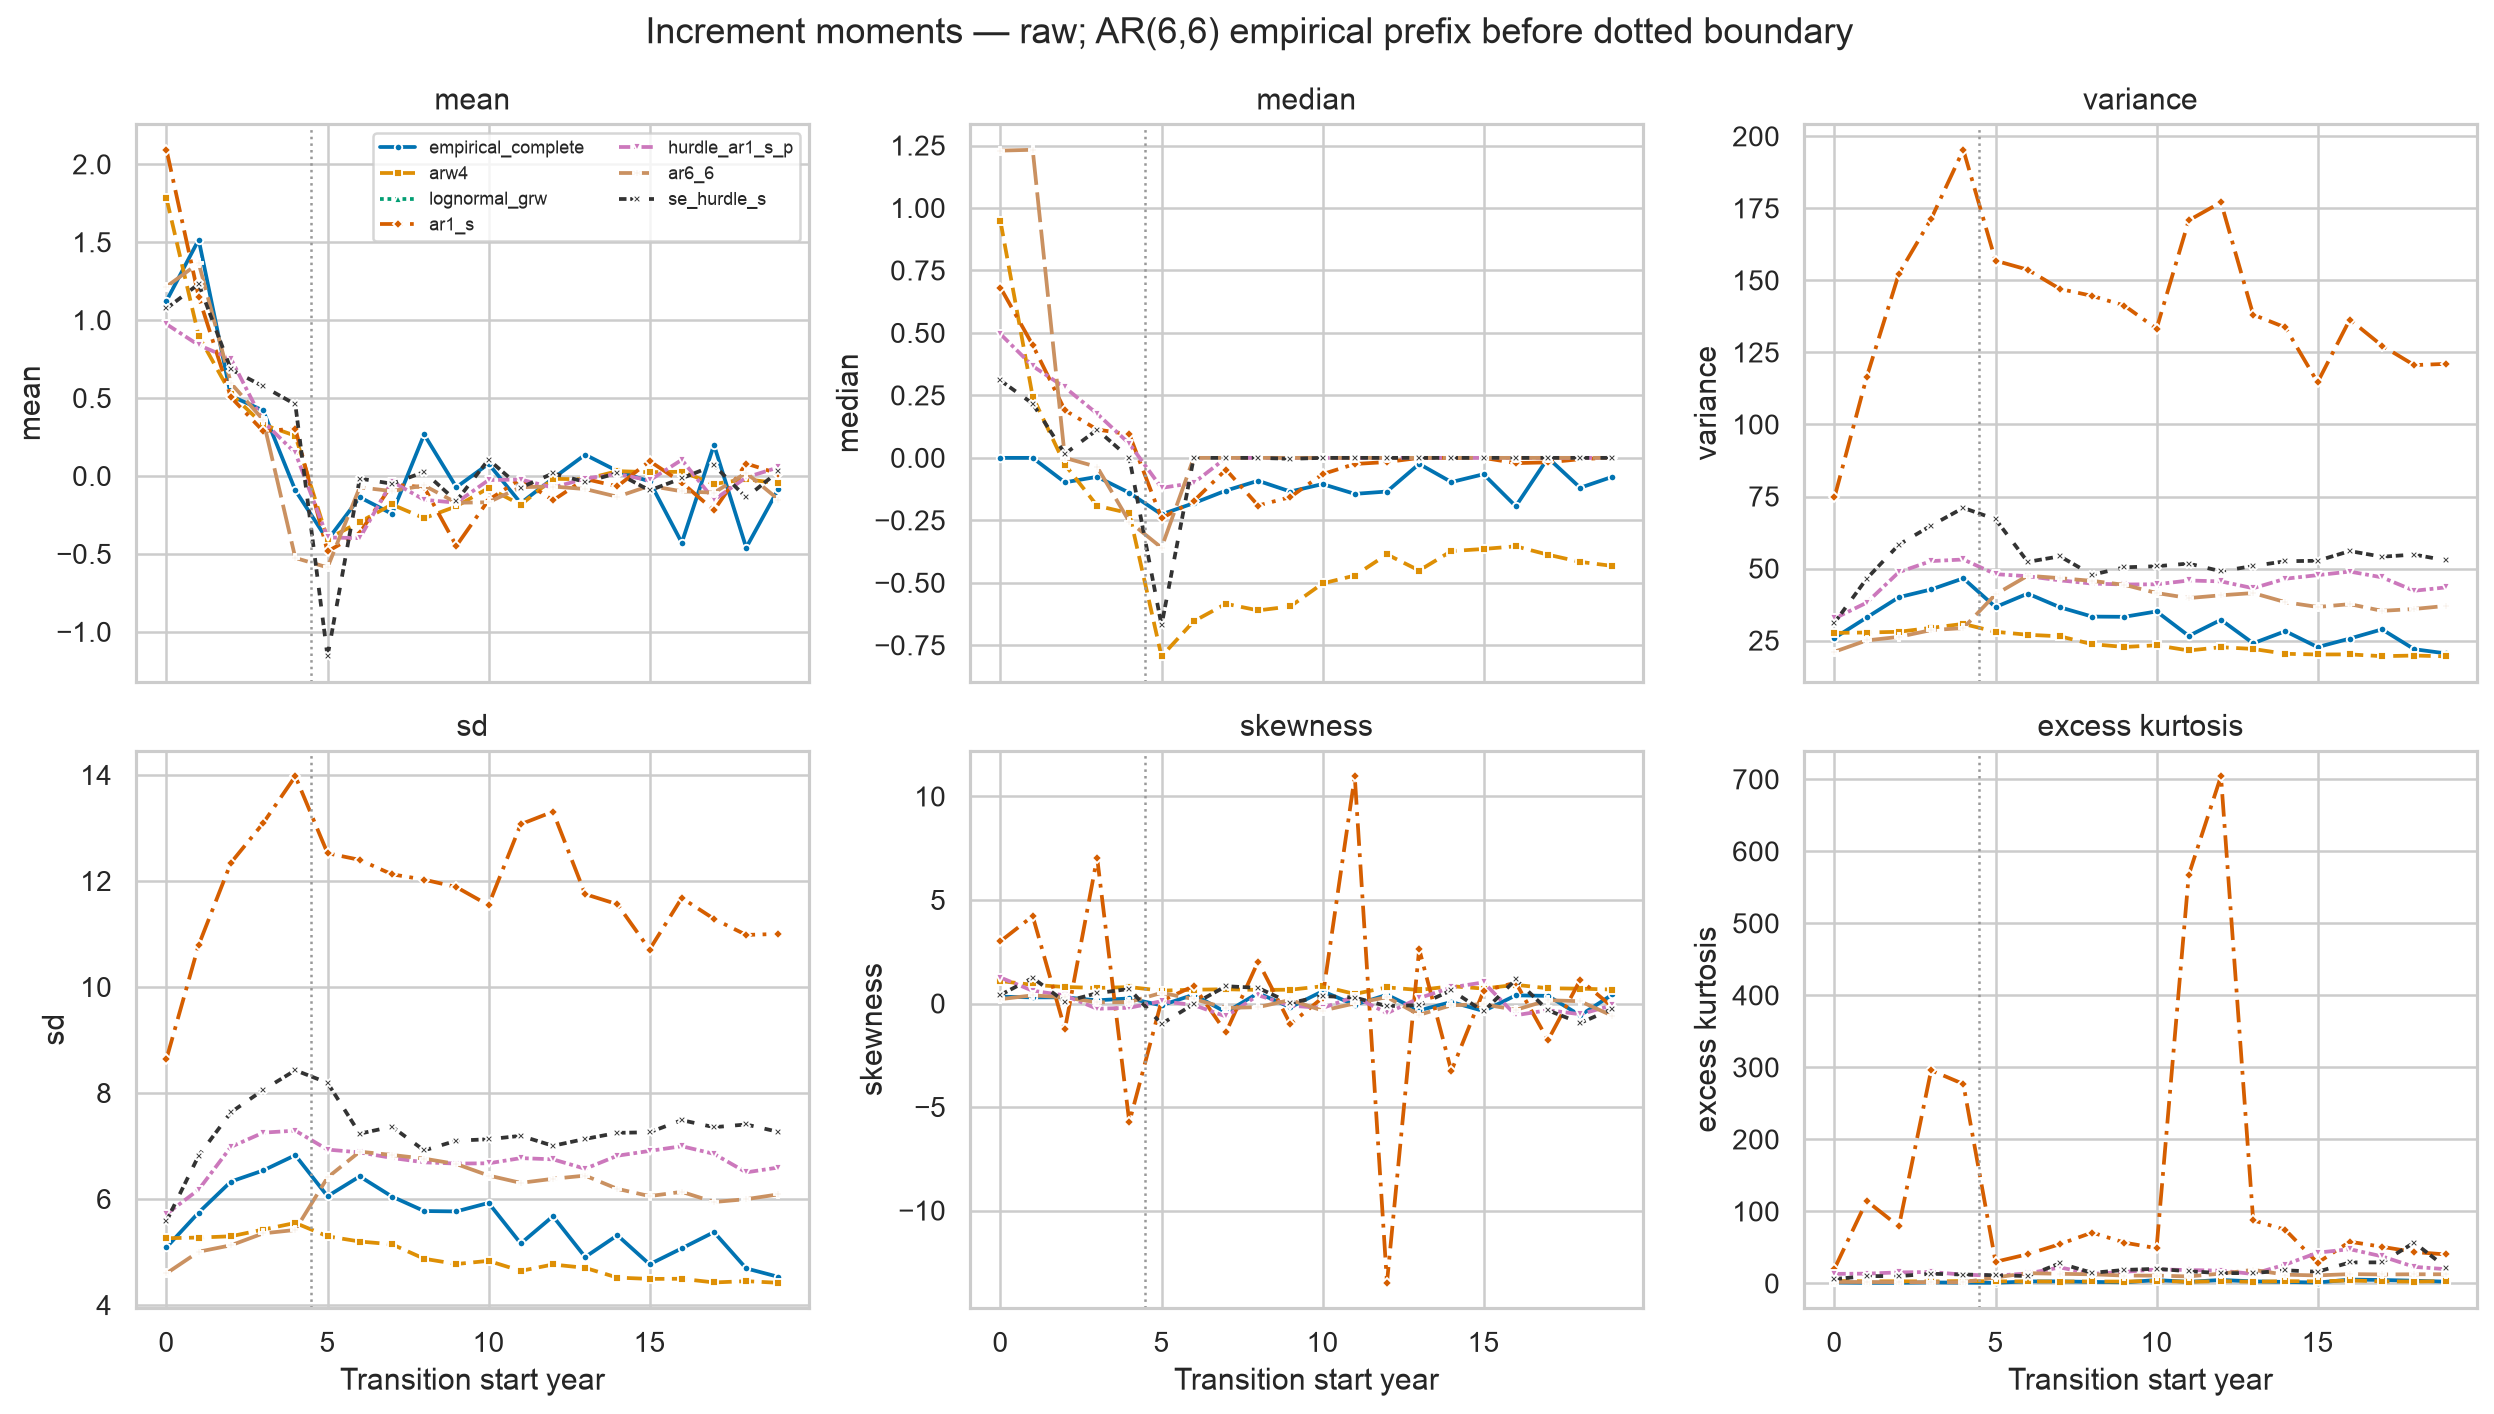 Increment moments — raw; AR(6,6) empirical prefix before dotted boundary
mean
median
variance
mean
2.0
1.5
1.0
0.5
0.0
−0.5
−1.0
empirical_complete
arw4
lognormal_grw
ar1_s
hurdle_ar1_s_p
ar6_6
se_hurdle_s
median
1.25
1.00
0.75
0.50
0.25
0.00
−0.25
−0.50
−0.75
variance
200
175
150
125
100
75
50
25
sd
skewness
excess kurtosis
sd
14
12
10
8
6
4
0
5
10
15
Transition start year
skewness
10
5
0
−5
−10
0
5
10
15
Transition start year
excess kurtosis
700
600
500
400
300
200
100
0
0
5
10
15
Transition start year